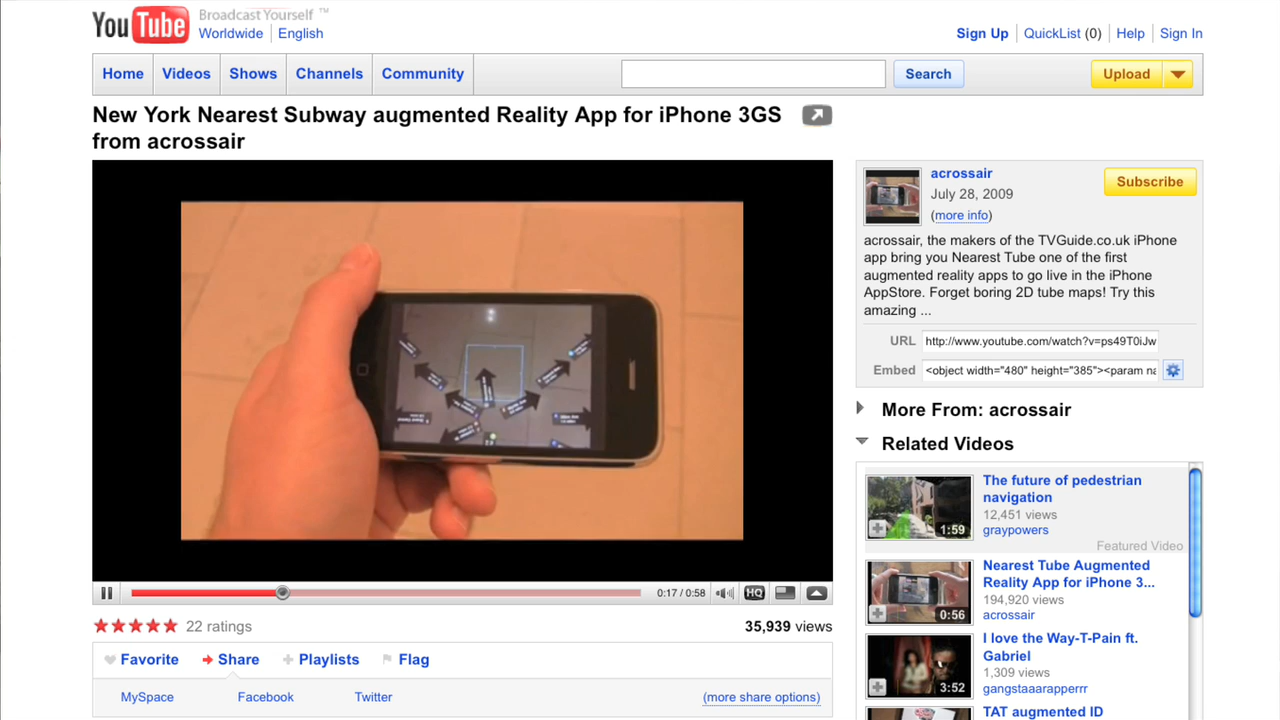 You Tube
Broadcast Yourself ™
Worldwide English
Sign Up QuickList (0) Help Sign In
Home Videos Shows Channels Community
Search
Upload
New York Nearest Subway augmented Reality App for iPhone 3GS
from acrossair
0:17 / 0:58
HQ
22 ratings
35,939 views
Favorite Share Playlists Flag
MySpace Facebook Twitter (more share options)
acrossair
July 28, 2009
(more info)
Subscribe
acrossair, the makers of the TVGuide.co.uk iPhone
app bring you Nearest Tube one of the first
augmented reality apps to go live in the iPhone
AppStore. Forget boring 2D tube maps! Try this
amazing ...
URL http://www.youtube.com/watch?v=ps49T0iJw
Embed <object width="480" height="385"><param na
More From: acrossair
Related Videos
1:59
The future of pedestrian
navigation
12,451 views
graypowers
Featured Video
0:56
Nearest Tube Augmented
Reality App for iPhone 3...
194,920 views
acrossair
3:52
I love the Way-T-Pain ft.
Gabriel
1,309 views
gangstaaarapperrr
TAT augmented ID